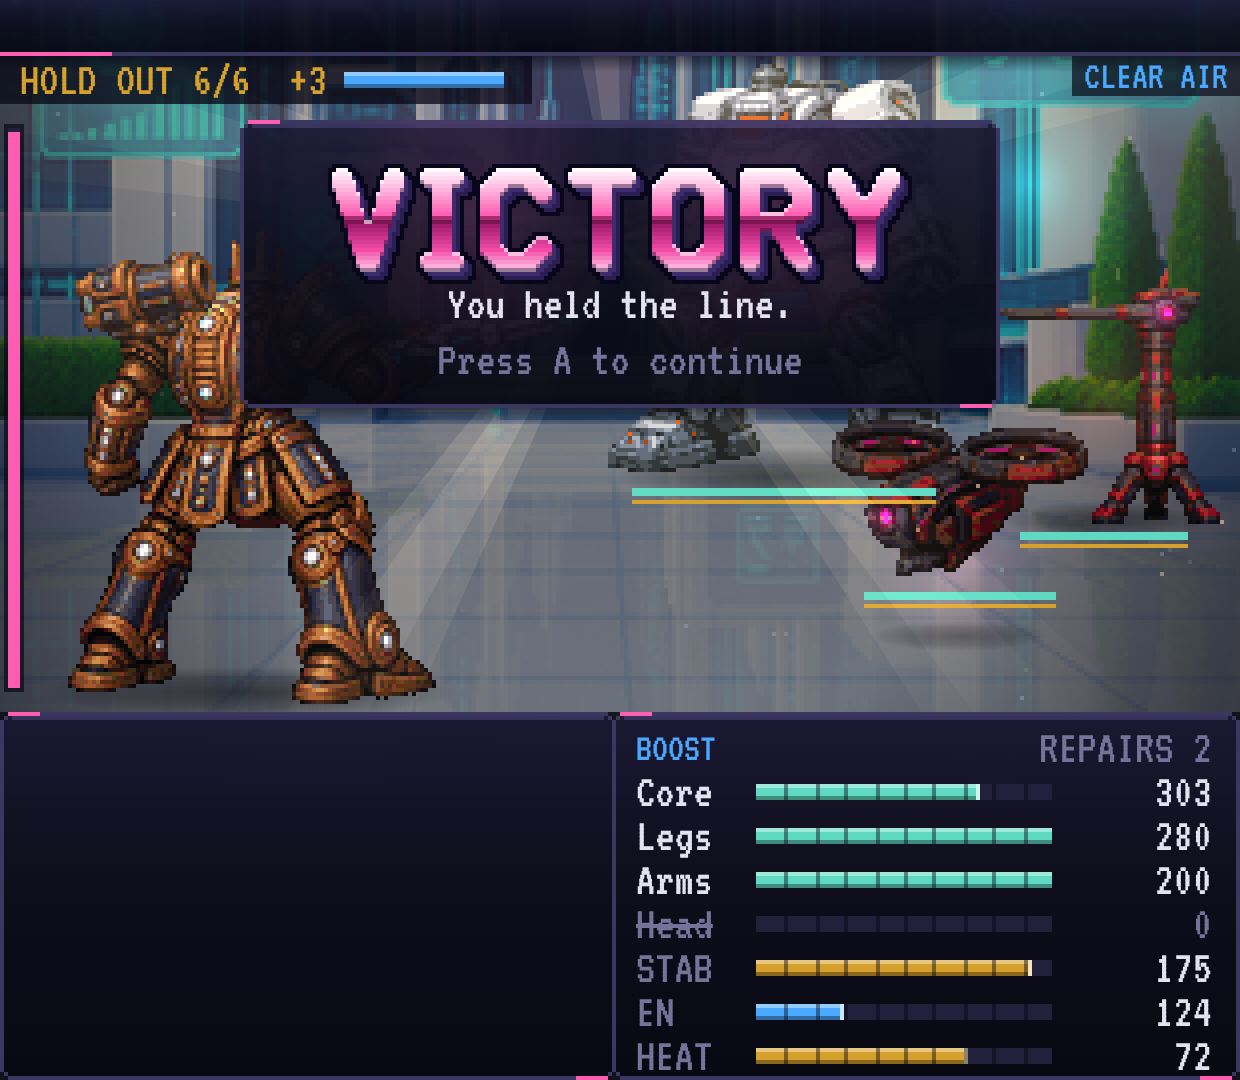 HOLD OUT 6/6 +3
CLEAR AIR
VICTORY
You held the line.
Press A to continue
BOOST REPAIRS 2
Core 303
Legs 280
Arms 200
Head 0
STAB 175
EN 124
HEAT 72